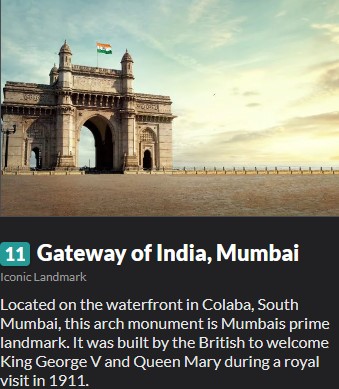 11 Gateway of India, Mumbai
Iconic Landmark
Located on the waterfront in Colaba, South
Mumbai, this arch monument is Mumbais prime
landmark. It was built by the British to welcome
King George V and Queen Mary during a royal
visit in 1911.